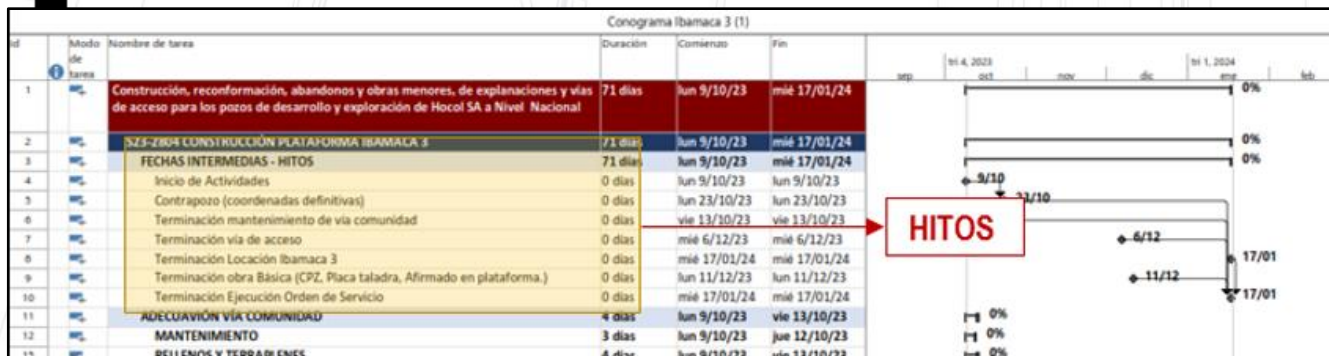 Conograma Ibamaca 3 (1)
Id Modo de tarea Nombre de tarea Duración Comienzo Fin
tri 4, 2023 tri 1, 2024
sep oct nov dic ene feb
1 Construcción, reconformación, abandonos y obras menores, de explanaciones y vías 71 días lun 9/10/23 mié 17/01/24 0%
de acceso para los pozos de desarrollo y exploración de Hocol SA a Nivel Nacional
2 S23-2804 CONSTRUCCIÓN PLATAFORMA IBAMACA 3 71 días lun 9/10/23 mié 17/01/24 0%
3 FECHAS INTERMEDIAS - HITOS 71 días lun 9/10/23 mié 17/01/24 0%
4 Inicio de Actividades 0 días lun 9/10/23 lun 9/10/23 9/10
5 Contrapozo (coordenadas definitivas) 0 días lun 23/10/23 lun 23/10/23 23/10
6 Terminación mantenimiento de vía comunidad 0 días vie 13/10/23 vie 13/10/23
HITOS
7 Terminación vía de acceso 0 días mié 6/12/23 mié 6/12/23 6/12
8 Terminación Locación Ibamaca 3 0 días mié 17/01/24 mié 17/01/24 17/01
9 Terminación obra Básica (CPZ, Placa taladra, Afirmado en plataforma.) 0 días lun 11/12/23 lun 11/12/23 11/12
10 Terminación Ejecución Orden de Servicio 0 días mié 17/01/24 mié 17/01/24 17/01
11 ADECUAVIÓN VÍA COMUNIDAD 4 días lun 9/10/23 vie 13/10/23 0%
12 MANTENIMIENTO 3 días lun 9/10/23 jue 12/10/23 0%
15 RELLENOS Y TERRAPLENES 4 días lun 9/10/23 vie 13/10/23 0%